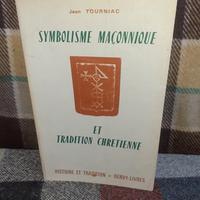 Jean TOURNIAC
SYMBOLISME MAÇONNIQUE
ET
TRADITION CHRETIENNE
HISTOIRE ET TRADITION - DERVY-LIVRES